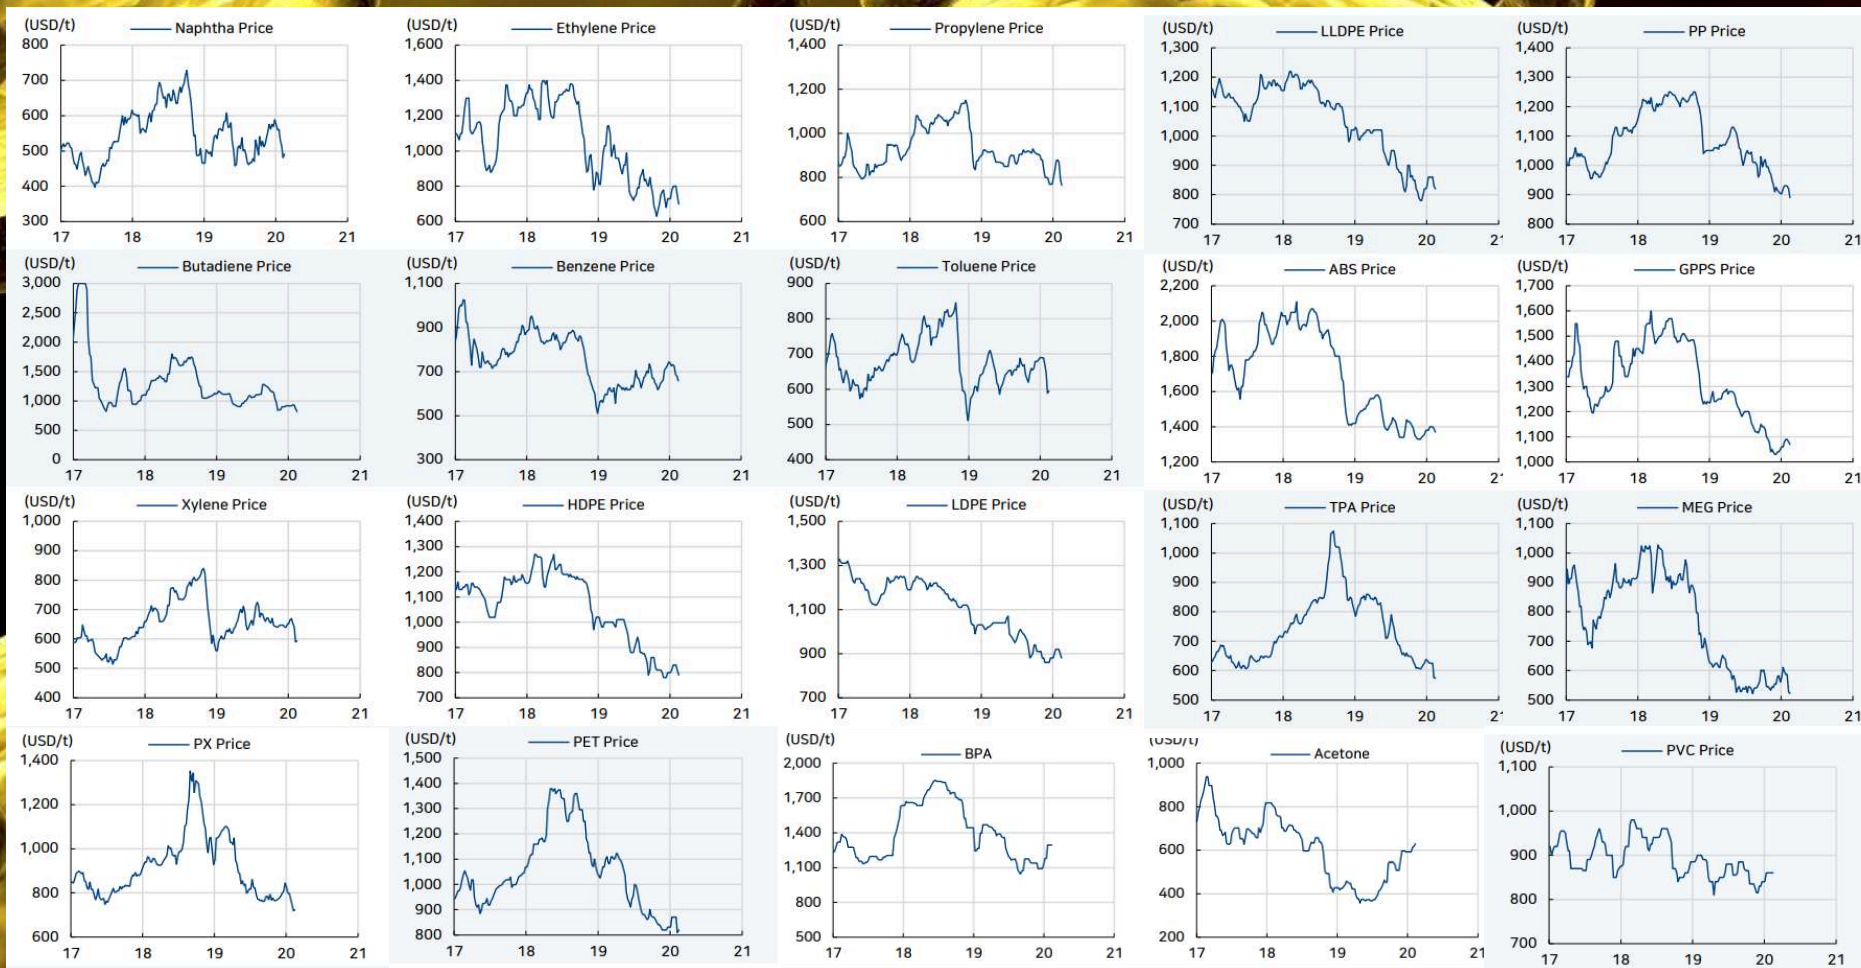 (USD/t)
Naphtha Price
800
700
600
500
400
300
17 18 19 20 21
(USD/t)
Ethylene Price
1,600
1,400
1,200
1,000
800
600
17 18 19 20 21
(USD/t)
Propylene Price
1,400
1,200
1,000
800
600
17 18 19 20 21
(USD/t)
LLDPE Price
1,300
1,200
1,100
1,000
900
800
700
17 18 19 20 21
(USD/t)
PP Price
1,400
1,300
1,200
1,100
1,000
900
800
17 18 19 20 21
(USD/t)
Butadiene Price
3,000
2,500
2,000
1,500
1,000
500
0
17 18 19 20 21
(USD/t)
Benzene Price
1,100
900
700
500
300
17 18 19 20 21
(USD/t)
Toluene Price
900
800
700
600
500
400
17 18 19 20 21
(USD/t)
ABS Price
2,200
2,000
1,800
1,600
1,400
1,200
17 18 19 20 21
(USD/t)
GPPS Price
1,700
1,600
1,500
1,400
1,300
1,200
1,100
1,000
17 18 19 20 21
(USD/t)
Xylene Price
1,000
900
800
700
600
500
400
17 18 19 20 21
(USD/t)
HDPE Price
1,400
1,300
1,200
1,100
1,000
900
800
700
17 18 19 20 21
(USD/t)
LDPE Price
1,500
1,300
1,100
900
700
17 18 19 20 21
(USD/t)
TPA Price
1,100
1,000
900
800
700
600
500
17 18 19 20 21
(USD/t)
MEG Price
1,100
1,000
900
800
700
600
500
17 18 19 20 21
(USD/t)
PX Price
1,400
1,200
1,000
800
600
17 18 19 20 21
(USD/t)
PET Price
1,500
1,400
1,300
1,200
1,100
1,000
900
800
17 18 19 20 21
(USD/t)
BPA
2,000
1,700
1,400
1,100
800
500
17 18 19 20 21
(USD/t)
Acetone
1,000
800
600
400
200
17 18 19 20 21
(USD/t)
PVC Price
1,100
1,000
900
800
700
17 18 19 20 21